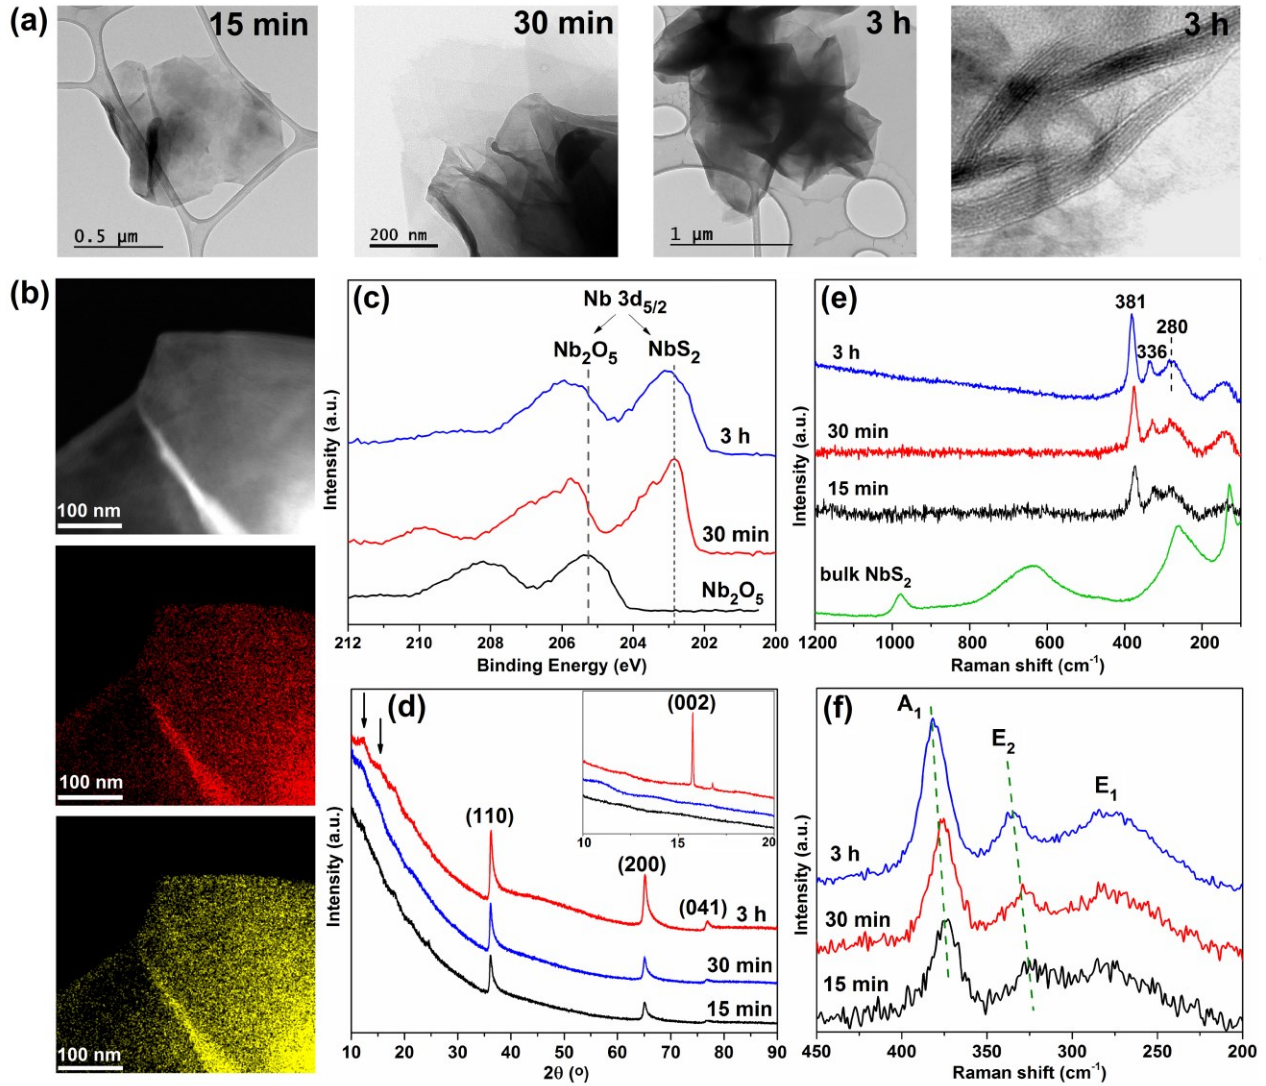 (a)
15 min
0.5 µm
30 min
200 nm
3 h
1 µm
3 h
(b)
100 nm
100 nm
100 nm
(c)
Nb 3d5/2
Nb2O5
NbS2
3 h
30 min
Nb2O5
Intensity (a.u.)
212
210
208
206
204
202
200
Binding Energy (eV)
(e)
381
336
280
3 h
30 min
15 min
bulk NbS2
Intensity (a.u.)
1200
1000
800
600
400
200
Raman shift (cm-1)
(d)
(002)
10
15
20
(110)
(200)
(041)
3 h
30 min
15 min
Intensity (a.u.)
10
20
30
40
50
60
70
80
90
2θ (o)
(f)
A1
E2
E1
3 h
30 min
15 min
Intensity (a.u.)
450
400
350
300
250
200
Raman shift (cm-1)